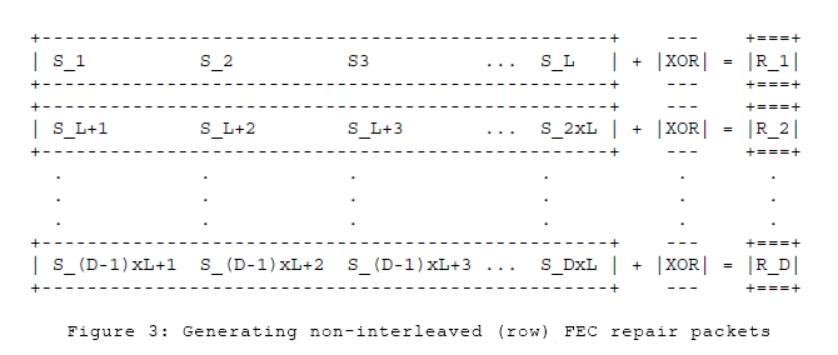 +--------------------------------------------------+    ---    +===+
| S_1          S_2          S3          ... S_L    | + |XOR| = |R_1|
+--------------------------------------------------+    ---    +===+
+--------------------------------------------------+    ---    +===+
| S_L+1        S_L+2        S_L+3       ... S_2xL  | + |XOR| = |R_2|
+--------------------------------------------------+    ---    +===+
  .            .            .               .            .       .
  .            .            .               .            .       .
  .            .            .               .            .       .
+--------------------------------------------------+    ---    +===+
| S_(D-1)xL+1  S_(D-1)xL+2  S_(D-1)xL+3 ... S_DxL  | + |XOR| = |R_D|
+--------------------------------------------------+    ---    +===+
Figure 3: Generating non-interleaved (row) FEC repair packets